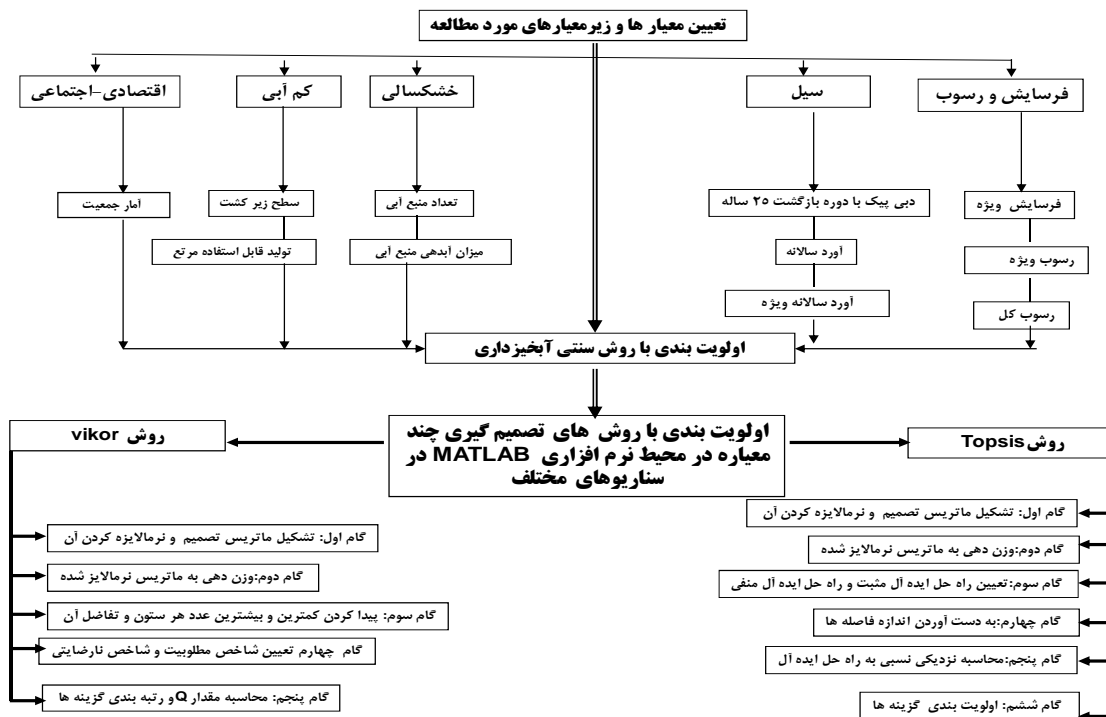 تعیین معیار ها و زیرمعیارهای مورد مطالعه
فرسایش و رسوب
سیل
خشکسالی
کم آبی
اقتصادی-اجتماعی
فرسایش ویژه
رسوب ویژه
رسوب کل
دبی پیک با دوره بازگشت ۲۵ ساله
آورد سالانه
آورد سالانه ویژه
تعداد منبع آبی
میزان آبدهی منبع آبی
سطح زیر کشت
تولید قابل استفاده مرتع
آمار جمعیت
اولویت بندی با روش سنتی آبخیزداری
اولویت بندی با روش های تصمیم گیری چند
معیاره در محیط نرم افزاری MATLAB در
سناریوهای مختلف
روش Topsis
گام اول: تشکیل ماتریس تصمیم و نرمالایزه کردن آن
گام دوم:وزن دهی به ماتریس نرمالایز شده
گام سوم:تعیین راه حل ایده آل مثبت و راه حل ایده آل منفی
گام چهارم:به دست آوردن اندازه فاصله ها
گام پنجم:محاسبه نزدیکی نسبی به راه حل ایده آل
گام ششم: اولویت بندی گزینه ها
روش vikor
گام اول: تشکیل ماتریس تصمیم و نرمالایزه کردن آن
گام دوم:وزن دهی به ماتریس نرمالایز شده
گام سوم: پیدا کردن کمترین و بیشترین عدد هر ستون و تفاضل آن
گام چهارم تعیین شاخص مطلوبیت و شاخص نارضایتی
گام پنجم: محاسبه مقدار Qو رتبه بندی گزینه ها